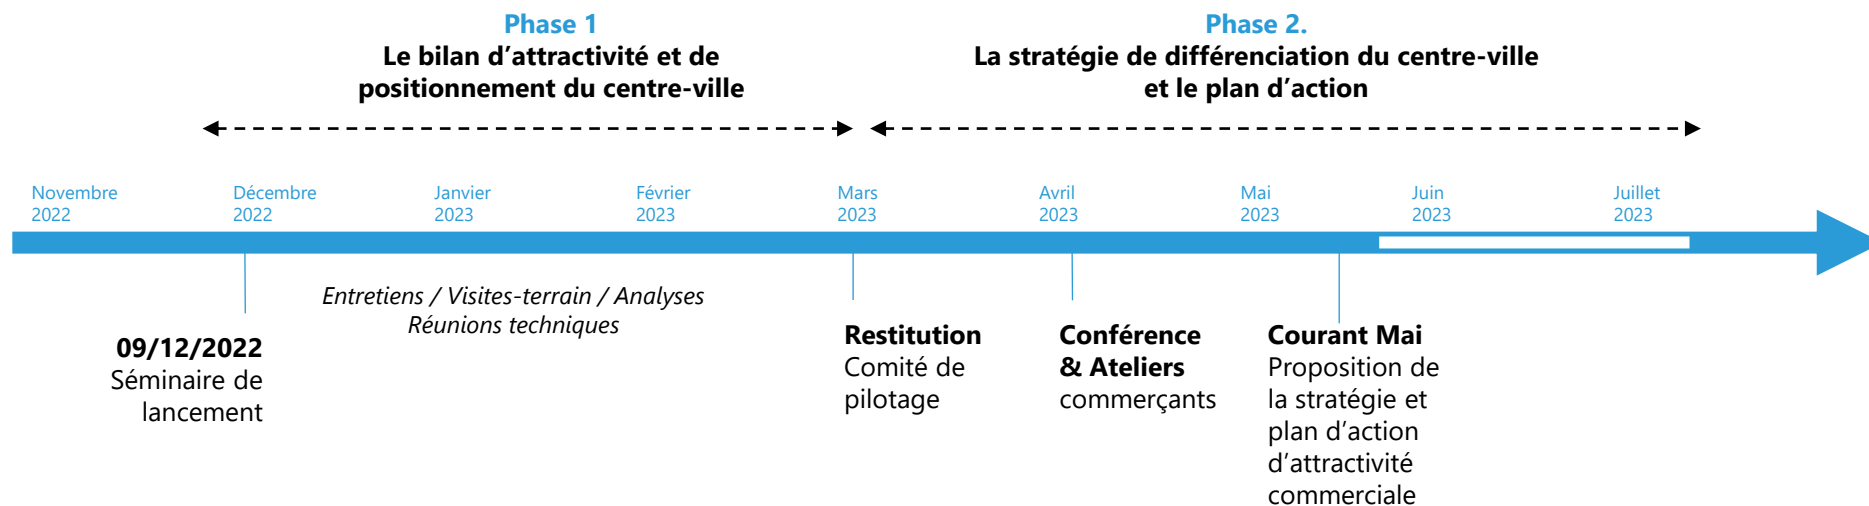 Phase 1
Le bilan d’attractivité et de
positionnement du centre-ville
Phase 2.
La stratégie de différenciation du centre-ville
et le plan d’action
Novembre
2022
Décembre
2022
Janvier
2023
Février
2023
Mars
2023
Avril
2023
Mai
2023
Juin
2023
Juillet
2023
Entretiens / Visites-terrain / Analyses
Réunions techniques
09/12/2022
Séminaire de
lancement
Restitution
Comité de
pilotage
Conférence
& Ateliers
commerçants
Courant Mai
Proposition de
la stratégie et
plan d’action
d’attractivité
commerciale